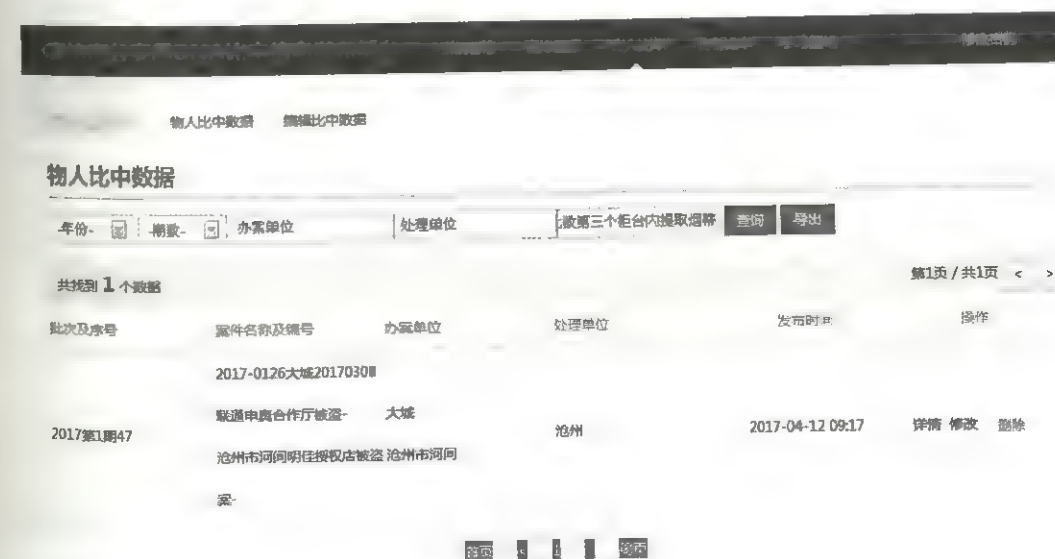 物人比中数据 编辑比中数据
物人比中数据
-年份- -期数- 办案单位 处理单位 数第三个柜台内提取烟蒂 查询 导出
共找到 1 个数据 第1页 / 共1页 < >
批次及序号 案件名称及编号 办案单位 处理单位 发布时间 操作
2017-0126大城201703
联通申奥合作厅被盗- 大城
2017第1期47 沧州 2017-04-12 09:17 详情 修改 删除
沧州市河间明佳授权店被盗 沧州市河间
案-
首页